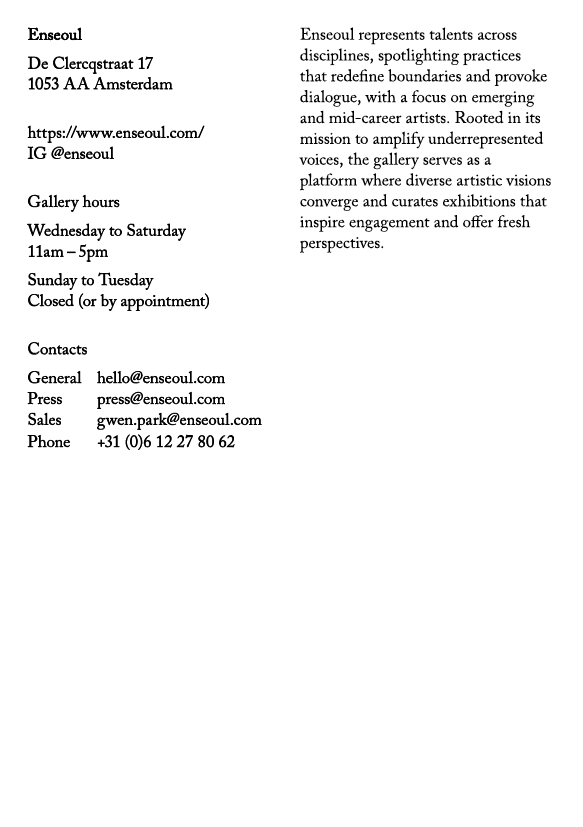 Enseoul
De Clercqstraat 17
1053 AA Amsterdam
https://www.enseoul.com/
IG @enseoul
Gallery hours
Wednesday to Saturday
11am – 5pm
Sunday to Tuesday
Closed (or by appointment)
Contacts
General hello@enseoul.com
Press press@enseoul.com
Sales gwen.park@enseoul.com
Phone +31 (0)6 12 27 80 62
Enseoul represents talents across
disciplines, spotlighting practices
that redefine boundaries and provoke
dialogue, with a focus on emerging
and mid-career artists. Rooted in its
mission to amplify underrepresented
voices, the gallery serves as a
platform where diverse artistic visions
converge and curates exhibitions that
inspire engagement and offer fresh
perspectives.